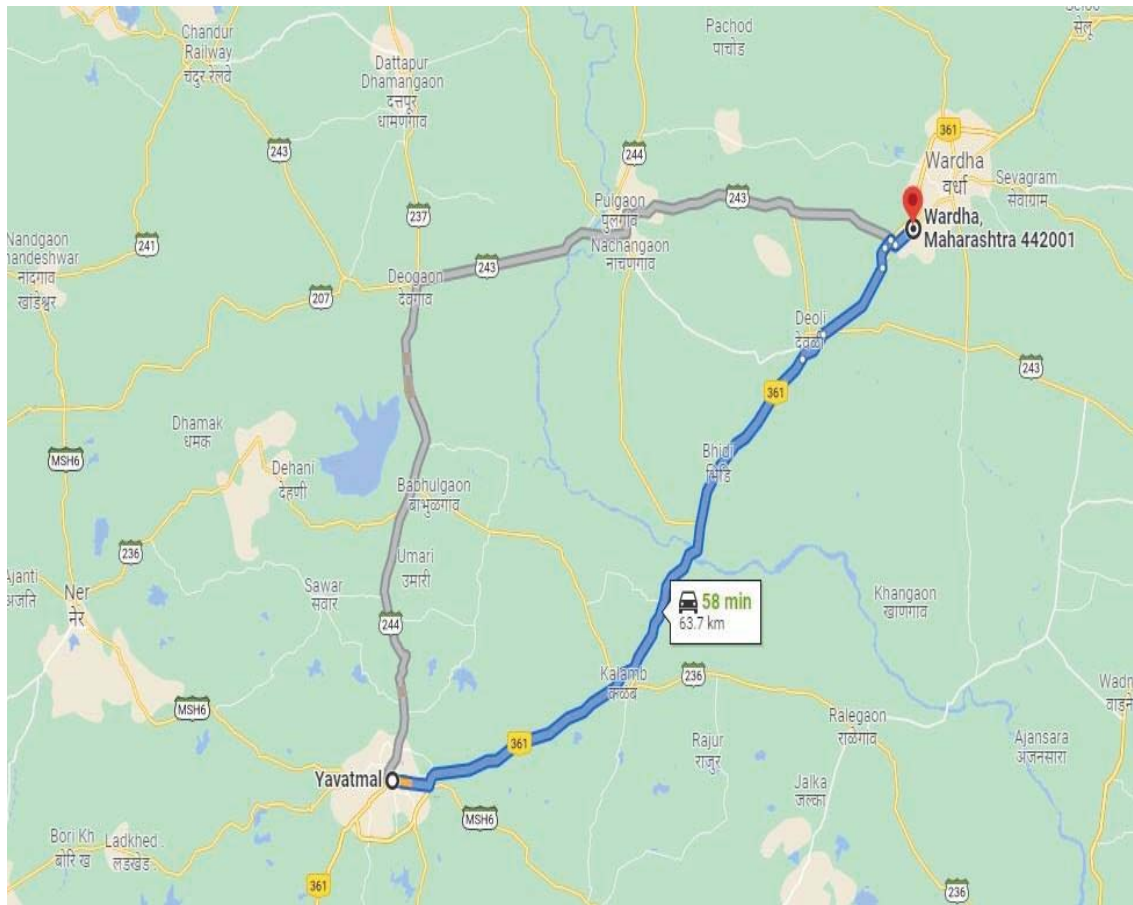 Pachod
पाचोड
सेलू
Chandur
Railway
चदुर रेलवे
Dattapur
Dhamangaon
दत्तपूर
धामणगाव
361
243
244
Wardha
वर्धा
Sevagram
सेवाग्राम
Pulgaon
पुलगाव
243
Wardha,
Maharashtra 442001
237
Nandgaon
नांदगाव
खांडेश्वर
241
Nachangaon
नाचणगाव
243
Deogaon
देवगाव
207
Deoli
देवळी
243
361
Dhamak
धमक
MSH6
Dehani
देहणी
Bhidi
भिडि
Babhulgaon
बाभुळगाव
236
Umari
उमारी
Ajanti
अजंति
Ner
नेर
Sawar
सवार
Khangaon
खाणगाव
58 min
63.7 km
244
Kalamb
कळंब
236
MSH6
Ralegaon
राळेगाव
Rajur
राजुर
361
Ajansara
अजनसारा
Yavatmal
Jalka
जल्का
MSH6
Bori Kh
बोरि ख
Ladkhed
लडखेड
361
236